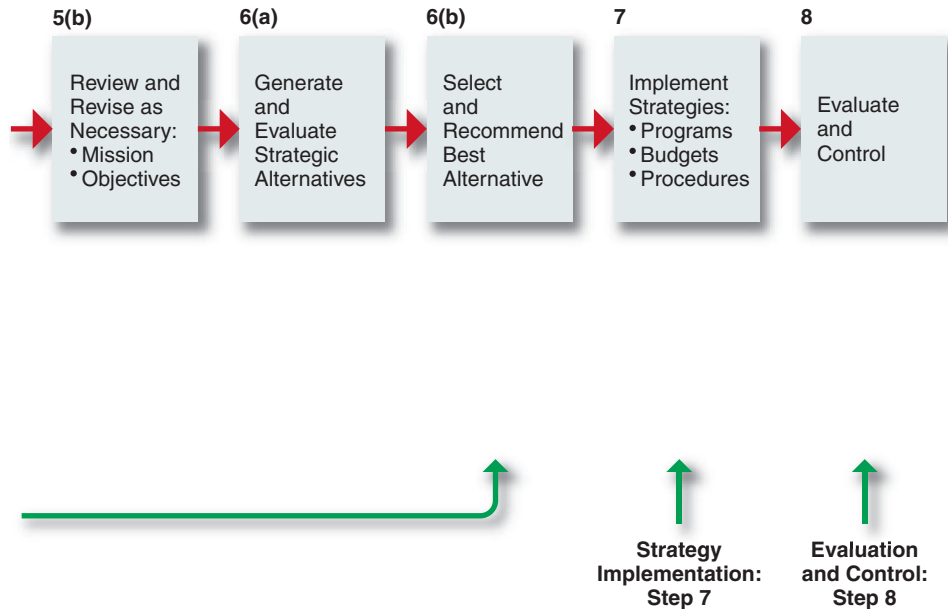 5(b)
Review and
Revise as
Necessary:
• Mission
• Objectives
6(a)
Generate
and
Evaluate
Strategic
Alternatives
6(b)
Select
and
Recommend
Best
Alternative
7
Implement
Strategies:
• Programs
• Budgets
• Procedures
8
Evaluate
and
Control
Strategy
Implementation:
Step 7
Evaluation
and Control:
Step 8